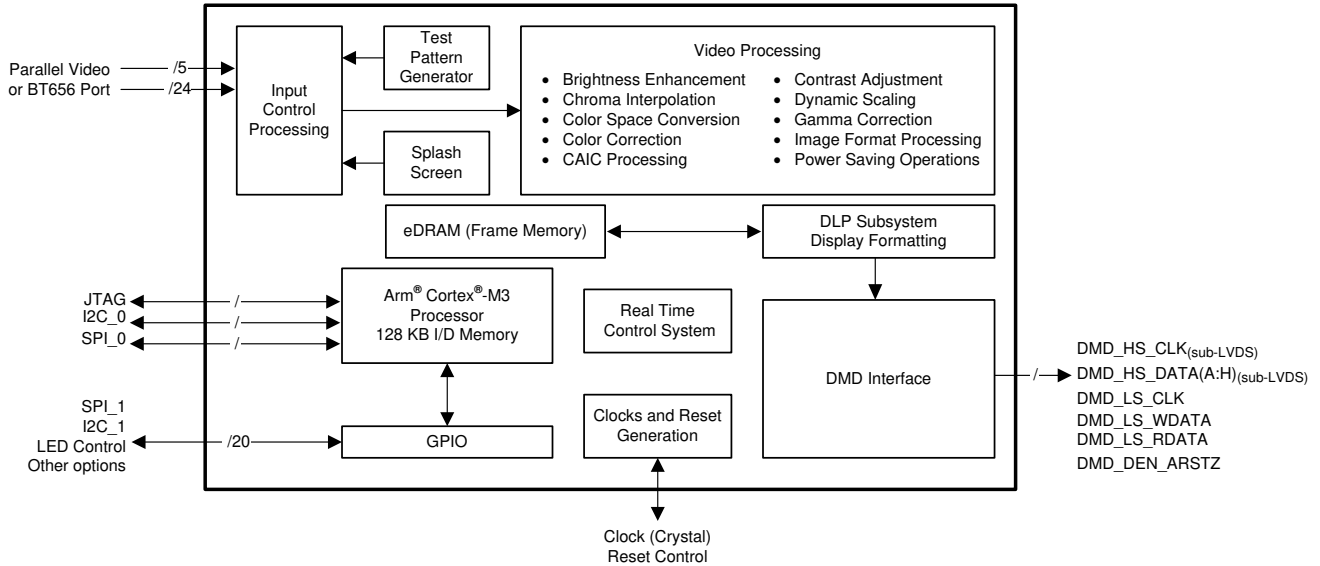 Parallel Video
or BT656 Port
/5
/24
Input
Control
Processing
Test
Pattern
Generator
Splash
Screen
Video Processing
• Brightness Enhancement
• Chroma Interpolation
• Color Space Conversion
• Color Correction
• CAIC Processing
• Contrast Adjustment
• Dynamic Scaling
• Gamma Correction
• Image Format Processing
• Power Saving Operations
eDRAM (Frame Memory)
DLP Subsystem
Display Formatting
JTAG
I2C_0
SPI_0
/
/
/
Arm® Cortex®-M3
Processor
128 KB I/D Memory
Real Time
Control System
DMD Interface
/
DMD_HS_CLK(sub-LVDS)
DMD_HS_DATA(A:H)(sub-LVDS)
DMD_LS_CLK
DMD_LS_WDATA
DMD_LS_RDATA
DMD_DEN_ARSTZ
SPI_1
I2C_1
LED Control
Other options
/20
GPIO
Clocks and Reset
Generation
Clock (Crystal)
Reset Control